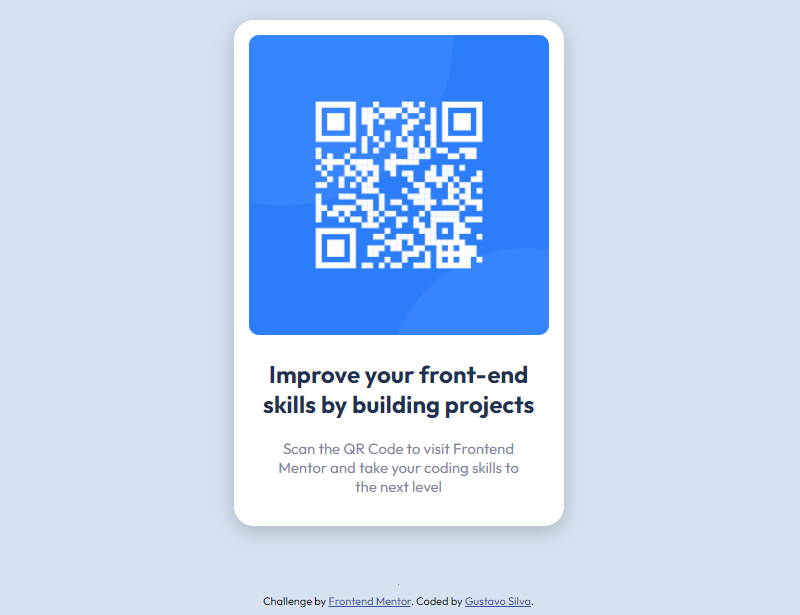 Improve your front-end
skills by building projects
Scan the QR Code to visit Frontend
Mentor and take your coding skills to
the next level
.
Challenge by Frontend Mentor. Coded by Gustavo Silva.